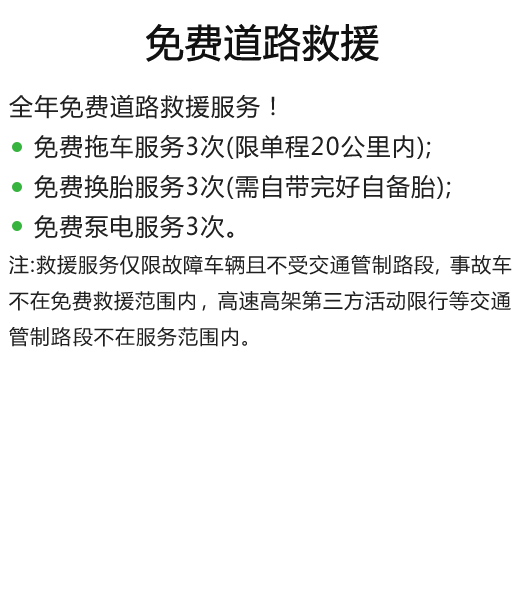 免费道路救援
全年免费道路救援服务！
免费拖车服务3次(限单程20公里内);
免费换胎服务3次(需自带完好自备胎);
免费泵电服务3次。
注:救援服务仅限故障车辆且不受交通管制路段, 事故车
不在免费救援范围内 , 高速高架第三方活动限行等交通
管制路段不在服务范围内。